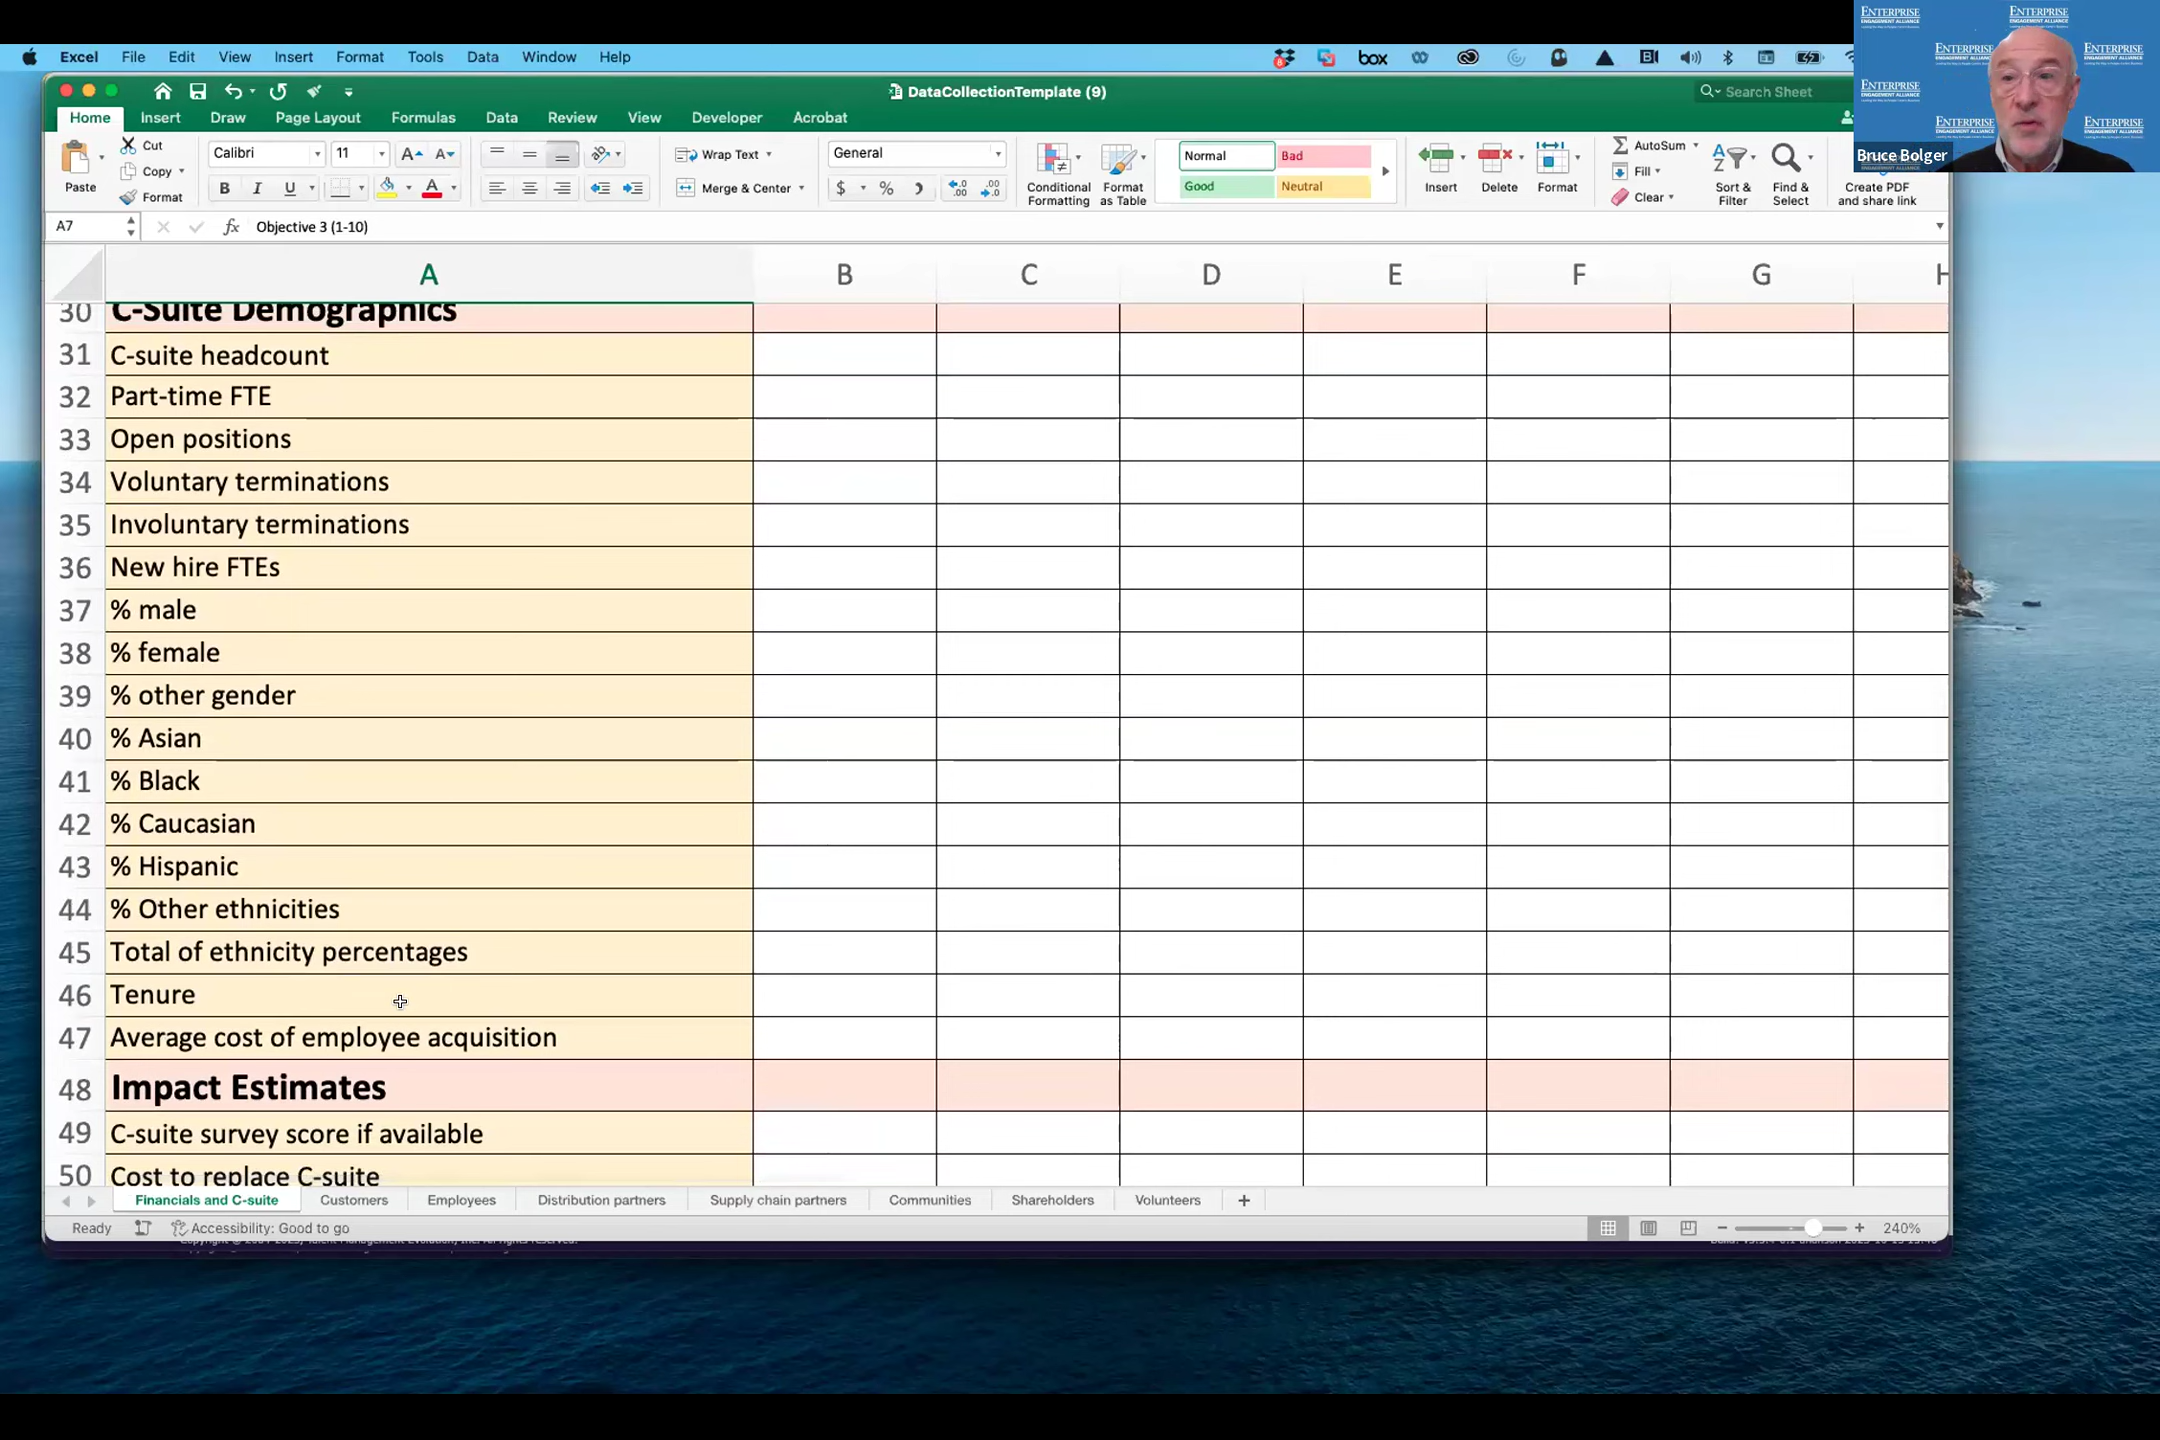 Excel File Edit View Insert Format Tools Data Window Help
box
DataCollectionTemplate (9)
Search Sheet
Home Insert Draw Page Layout Formulas Data Review View Developer Acrobat
Paste
Cut
Copy
Format
Calibri 11
B I U
Wrap Text
Merge & Center
General
$ %
Conditional Formatting
Format as Table
Normal Bad
Good Neutral
Insert Delete Format
AutoSum
Fill
Clear
Sort & Filter
Find & Select
Create PDF and share link
ENTERPRISE
ENGAGEMENT ALLIANCE
Bruce Bolger
A7 fx Objective 3 (1-10)
A B C D E F G H
30 C-Suite Demographics
31 C-suite headcount
32 Part-time FTE
33 Open positions
34 Voluntary terminations
35 Involuntary terminations
36 New hire FTEs
37 % male
38 % female
39 % other gender
40 % Asian
41 % Black
42 % Caucasian
43 % Hispanic
44 % Other ethnicities
45 Total of ethnicity percentages
46 Tenure
47 Average cost of employee acquisition
48 Impact Estimates
49 C-suite survey score if available
50 Cost to replace C-suite
Financials and C-suite Customers Employees Distribution partners Supply chain partners Communities Shareholders Volunteers +
Ready Accessibility: Good to go 240%